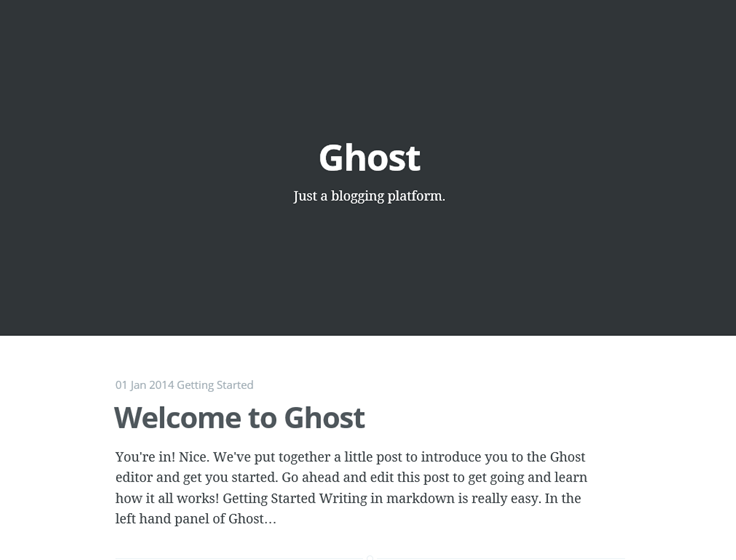 Ghost
Just a blogging platform.
01 Jan 2014 Getting Started
Welcome to Ghost
You're in! Nice. We've put together a little post to introduce you to the Ghost
editor and get you started. Go ahead and edit this post to get going and learn
how it all works! Getting Started Writing in markdown is really easy. In the
left hand panel of Ghost…